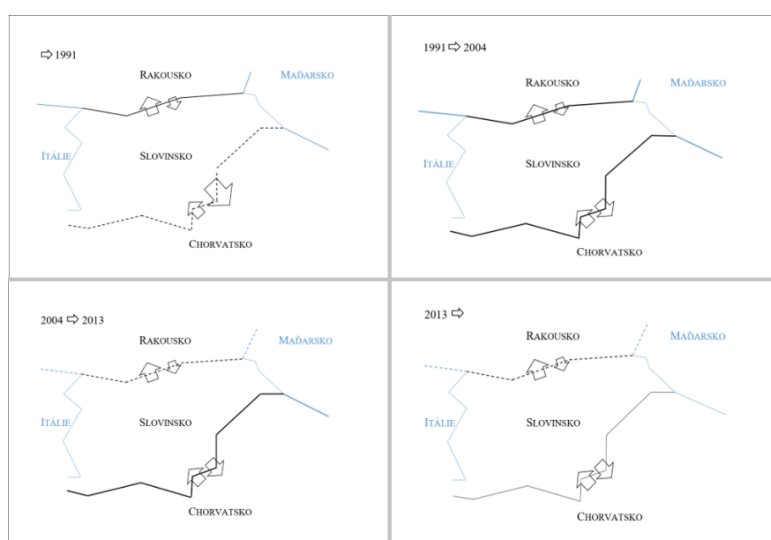 ⇨ 1991
RAKOUSKO
MAĎARSKO
ITÁLIE
SLOVINSKO
CHORVATSKO
1991 ⇨ 2004
RAKOUSKO
MAĎARSKO
ITÁLIE
SLOVINSKO
CHORVATSKO
2004 ⇨ 2013
RAKOUSKO
MAĎARSKO
ITÁLIE
SLOVINSKO
CHORVATSKO
2013 ⇨
RAKOUSKO
MAĎARSKO
ITÁLIE
SLOVINSKO
CHORVATSKO